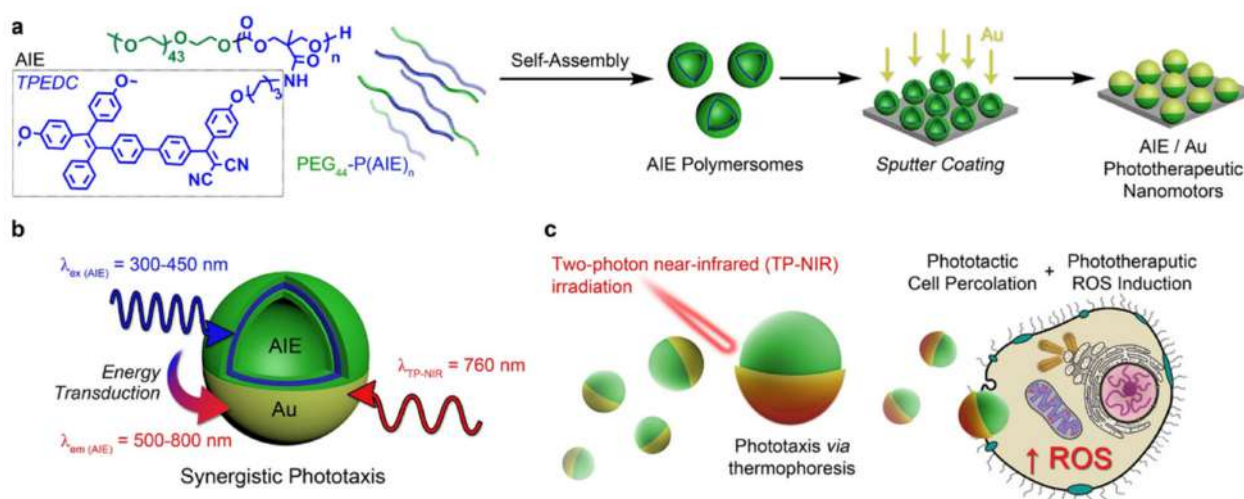 a
AIE
TPEDC
O
O
O
O
O
O
H
43
n
O
NH
O
3
O
O
CN
NC
PEG44-P(AIE)n
Self-Assembly
AIE Polymersomes
Au
Sputter Coating
AIE / Au
Phototherapeutic
Nanomotors
b
λex (AIE) = 300-450 nm
AIE
Energy
Transduction
Au
λTP-NIR = 760 nm
λem (AIE) = 500-800 nm
Synergistic Phototaxis
c
Two-photon near-infrared (TP-NIR)
irradiation
Phototaxis via
thermophoresis
Phototactic
Cell Percolation
+
Phototheraputic
ROS Induction
↑ ROS